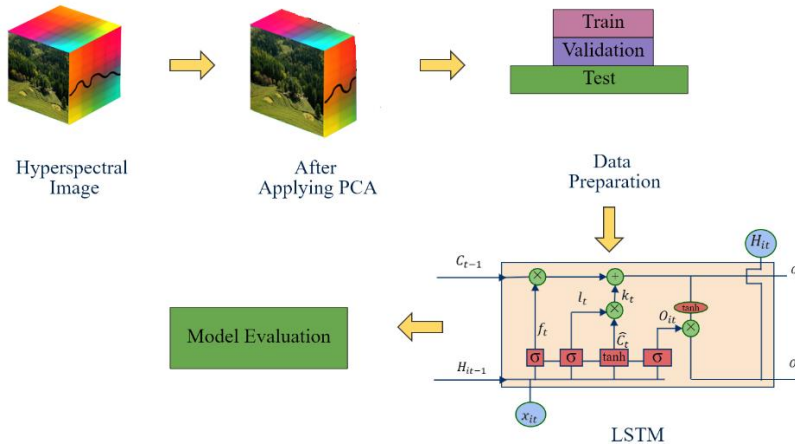 Train
Validation
Test
Hyperspectral
Image
After
Applying PCA
Data
Preparation
H_{it}
C_{t-1}
×
+
l_t
k_t
tanh
×
O_{it}
×
f_t
Ĉ_t
σ
σ
tanh
σ
H_{it-1}
x_{it}
LSTM
Model Evaluation